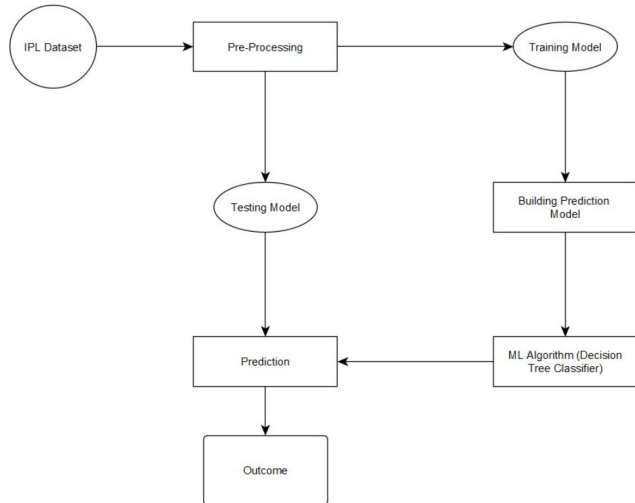 IPL Dataset
Pre-Processing
Training Model
Testing Model
Building Prediction
Model
Prediction
ML Algorithm (Decision
Tree Classifier)
Outcome